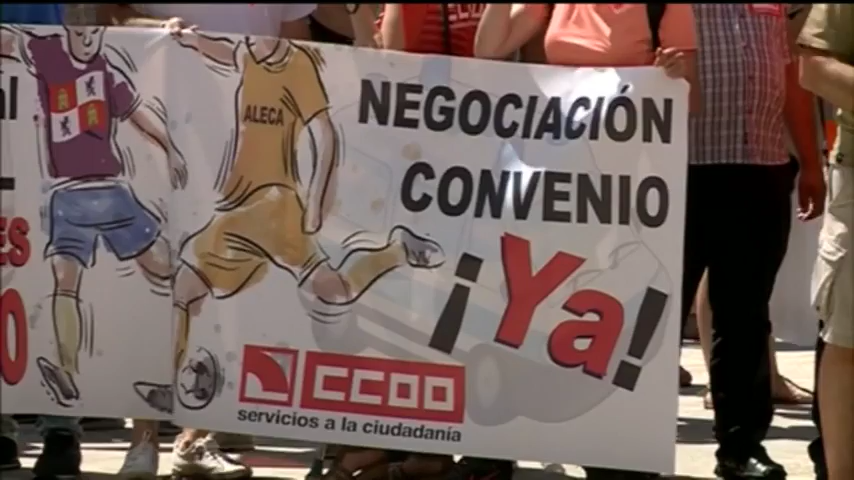 ALECA
NEGOCIACIÓN
CONVENIO
¡Ya!
CCOO
servicios a la ciudadanía